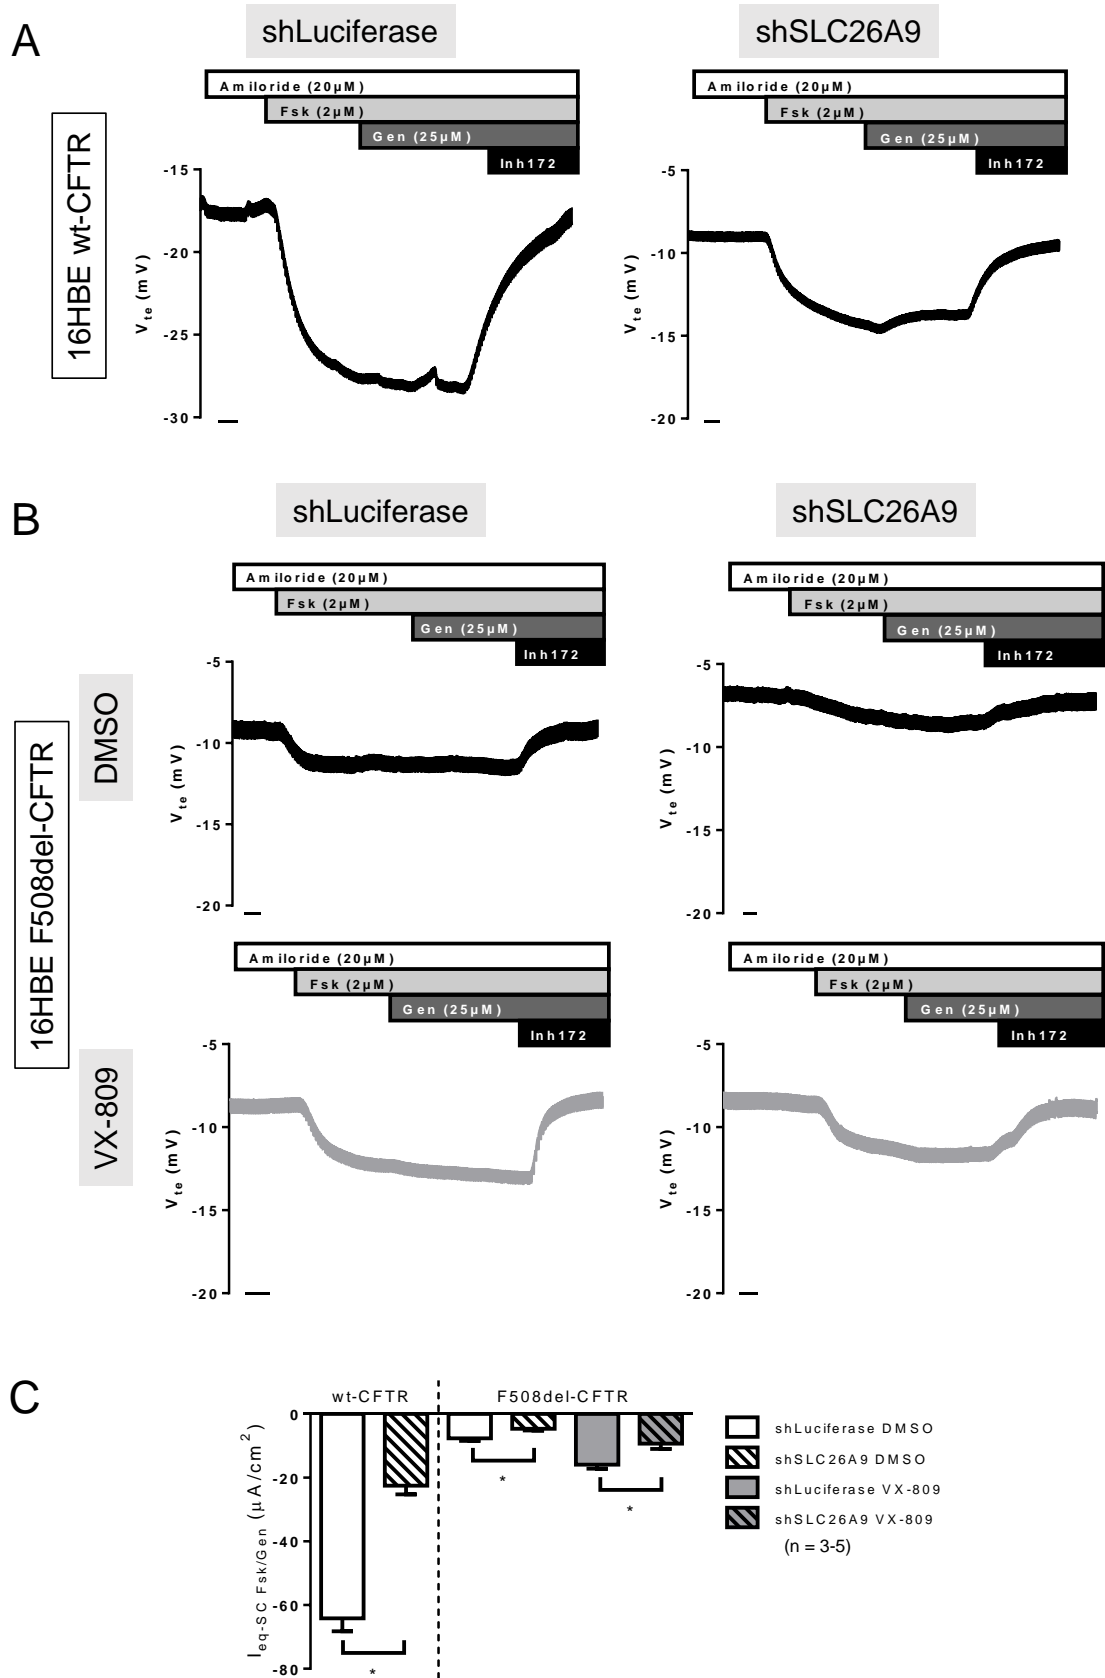 A
shLuciferase
shSLC26A9
Amiloride (20µM)
Fsk (2µM)
Gen (25µM)
Inh172
Amiloride (20µM)
Fsk (2µM)
Gen (25µM)
Inh172
16HBE wt-CFTR
Vte (mV)
-15
-20
-25
-30
Vte (mV)
-5
-10
-15
-20
B
shLuciferase
shSLC26A9
16HBE F508del-CFTR
DMSO
Amiloride (20µM)
Fsk (2µM)
Gen (25µM)
Inh172
Vte (mV)
-5
-10
-15
-20
Amiloride (20µM)
Fsk (2µM)
Gen (25µM)
Inh172
Vte (mV)
-5
-10
-15
-20
VX-809
Amiloride (20µM)
Fsk (2µM)
Gen (25µM)
Inh172
Vte (mV)
-5
-10
-15
-20
Amiloride (20µM)
Fsk (2µM)
Gen (25µM)
Inh172
Vte (mV)
-5
-10
-15
-20
C
wt-CFTR
F508del-CFTR
Ieq-SC Fsk/Gen (µA/cm²)
0
-20
-40
-60
-80
*
*
*
shLuciferase DMSO
shSLC26A9 DMSO
shLuciferase VX-809
shSLC26A9 VX-809
(n = 3-5)